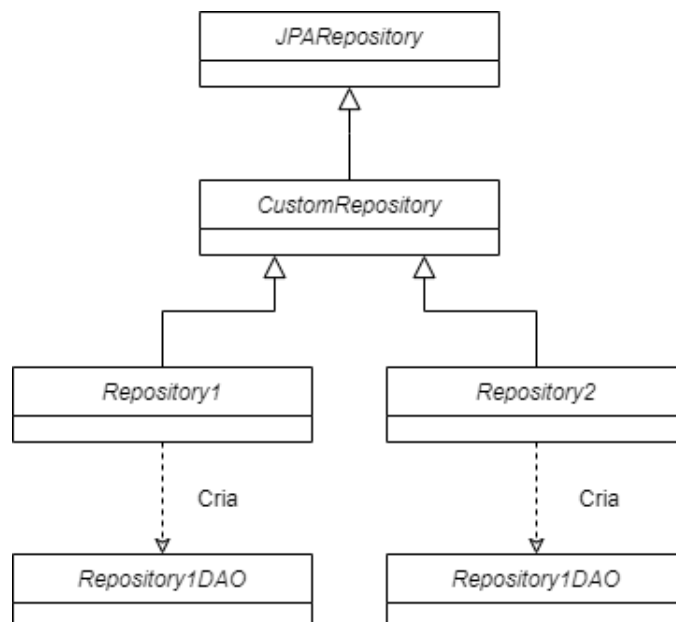 JPARepository
CustomRepository
Repository1
Repository2
Cria
Cria
Repository1DAO
Repository1DAO